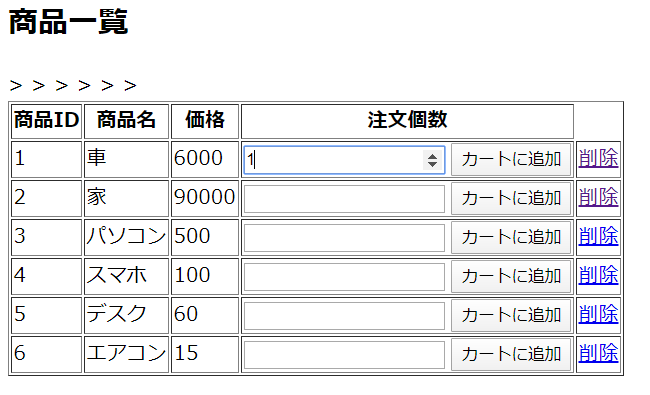 商品一覧
> > > > > >
商品ID 商品名 価格 注文個数
1 車 6000 1 カートに追加 削除
2 家 90000 カートに追加 削除
3 パソコン 500 カートに追加 削除
4 スマホ 100 カートに追加 削除
5 デスク 60 カートに追加 削除
6 エアコン 15 カートに追加 削除